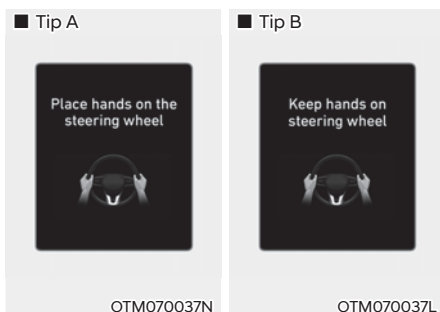 ■ Tip A
Place hands on the
steering wheel
OTM070037N
■ Tip B
Keep hands on
steering wheel
OTM070037L